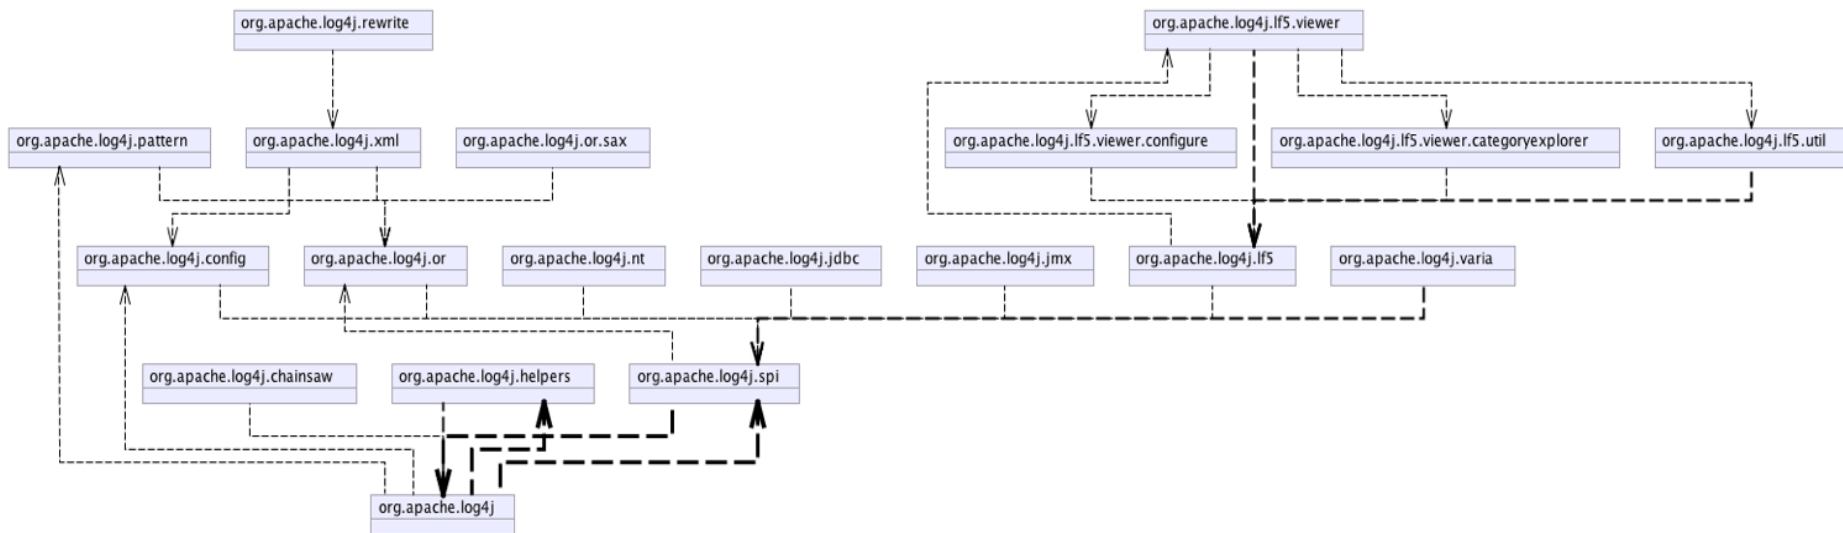 org.apache.log4j.rewrite
org.apache.log4j.lf5.viewer
org.apache.log4j.pattern
org.apache.log4j.xml
org.apache.log4j.or.sax
org.apache.log4j.lf5.viewer.configure
org.apache.log4j.lf5.viewer.categoryexplorer
org.apache.log4j.lf5.util
org.apache.log4j.config
org.apache.log4j.or
org.apache.log4j.nt
org.apache.log4j.jdbc
org.apache.log4j.jmx
org.apache.log4j.lf5
org.apache.log4j.varia
org.apache.log4j.chainsaw
org.apache.log4j.helpers
org.apache.log4j.spi
org.apache.log4j